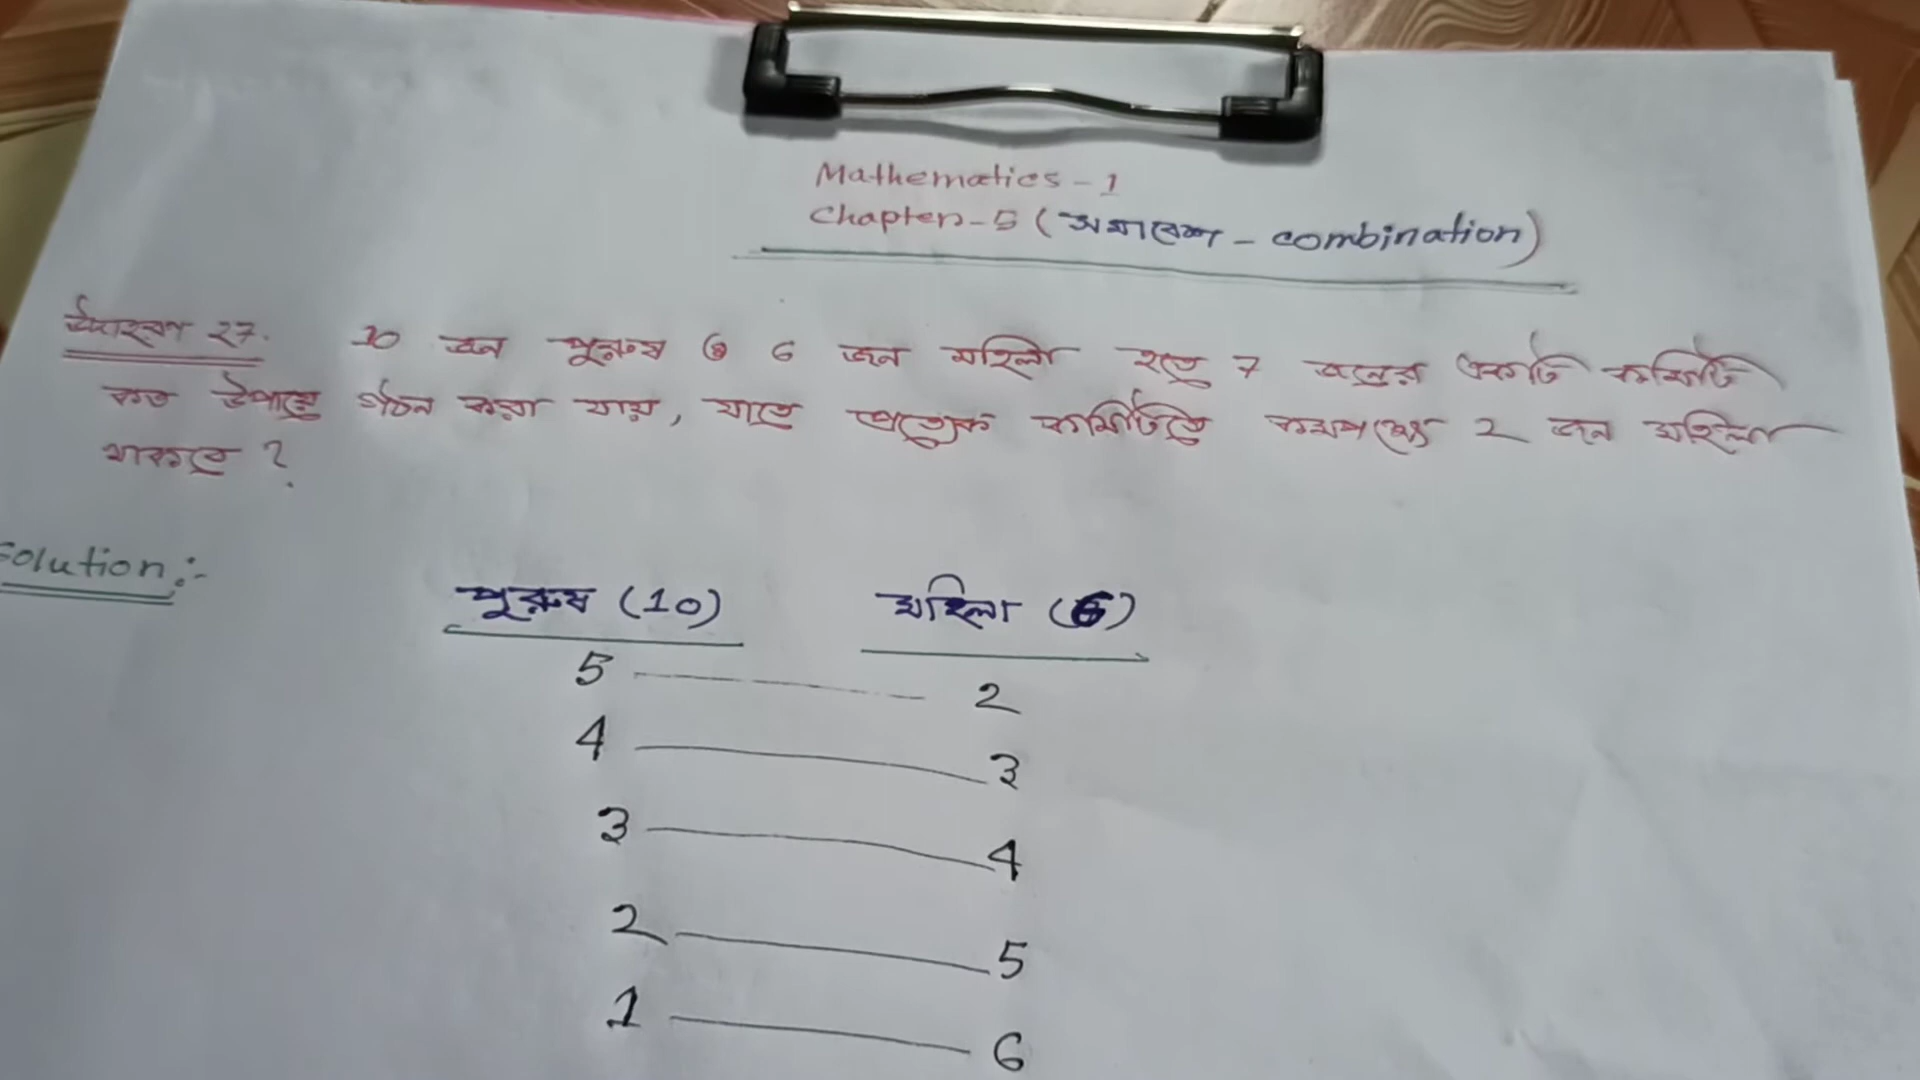 Mathematics - 1
Chapter - 5 (সমাবেশ - combination)
উদাহরণ 27. 10 জন পুরুষ ও 6 জন মহিলা হতে 7 জনের একটি কমিটি
কত উপায়ে গঠন করা যায়, যাতে প্রত্যেক কমিটিতে কমপক্ষে 2 জন মহিলা
থাকবে ?
Solution :-
পুরুষ (10) মহিলা (6)
5 2
4 3
3 4
2 5
1 6